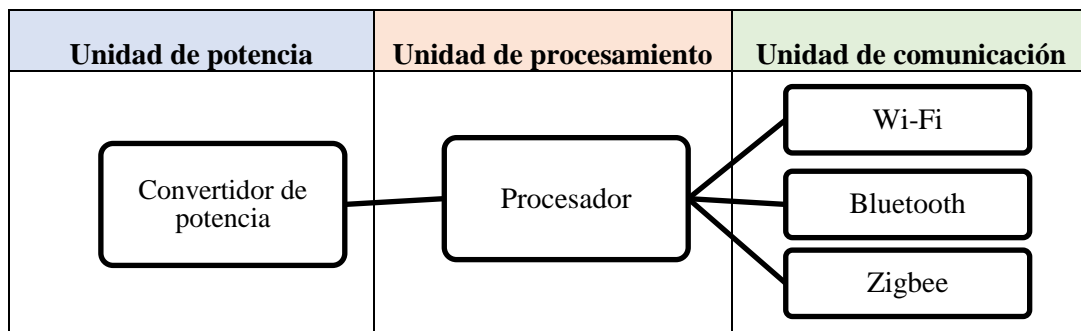 Unidad de potencia
Unidad de procesamiento
Unidad de comunicación
Convertidor de
potencia
Procesador
Wi-Fi
Bluetooth
Zigbee